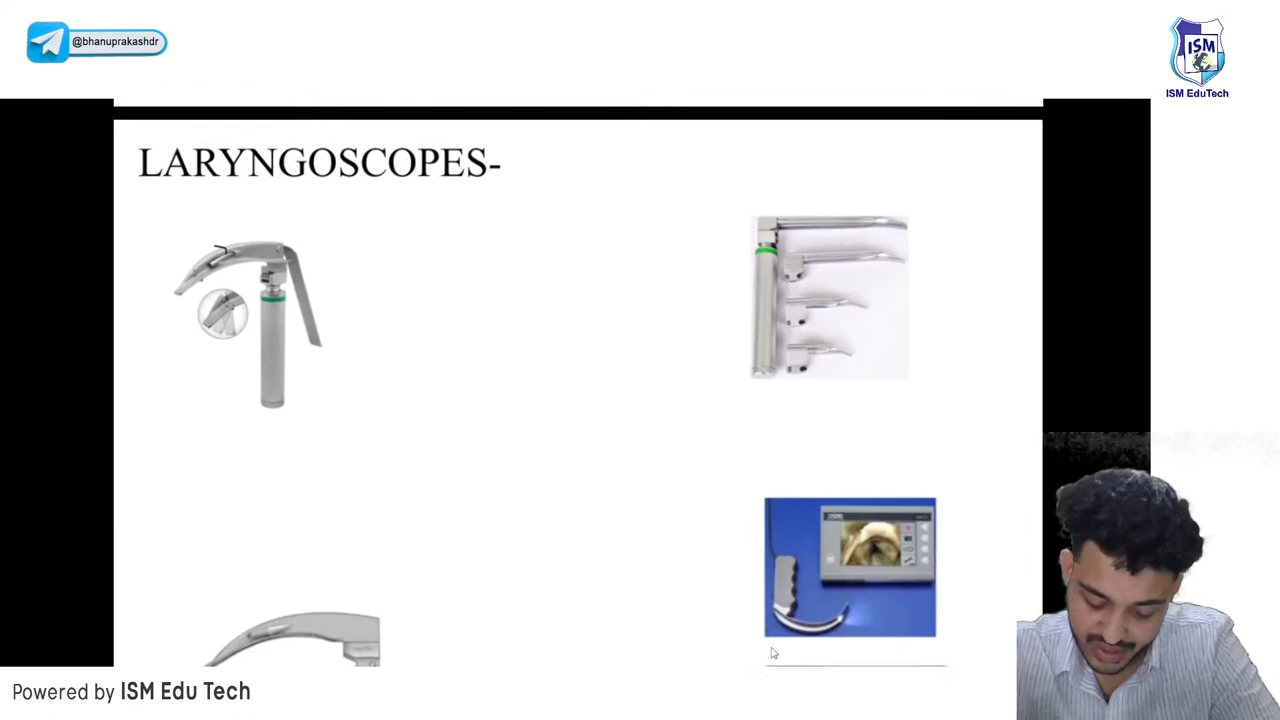 @bhanuprakashdr
ISM
ISM EduTech
LARYNGOSCOPES-
Powered by ISM Edu Tech